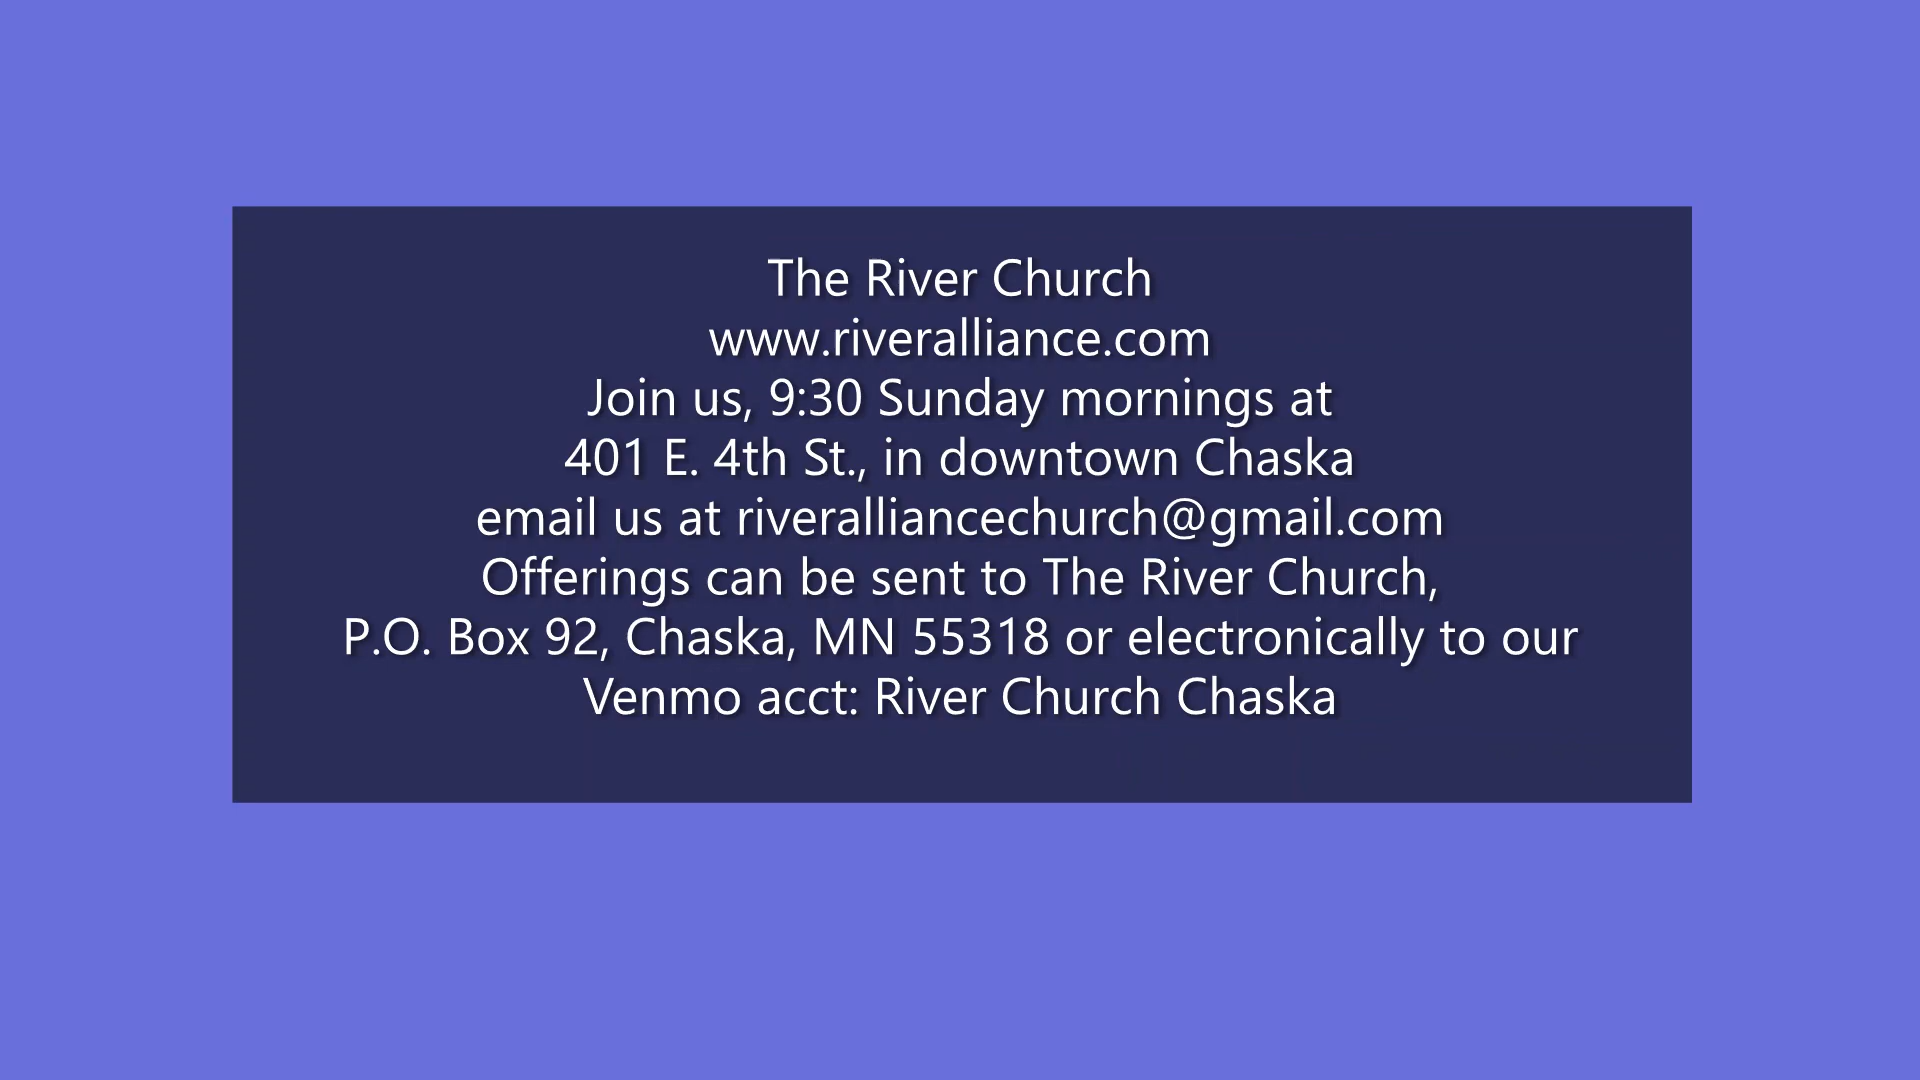 The River Church
www.riveralliance.com
Join us, 9:30 Sunday mornings at
401 E. 4th St., in downtown Chaska
email us at riveralliancechurch@gmail.com
Offerings can be sent to The River Church,
P.O. Box 92, Chaska, MN 55318 or electronically to our
Venmo acct: River Church Chaska